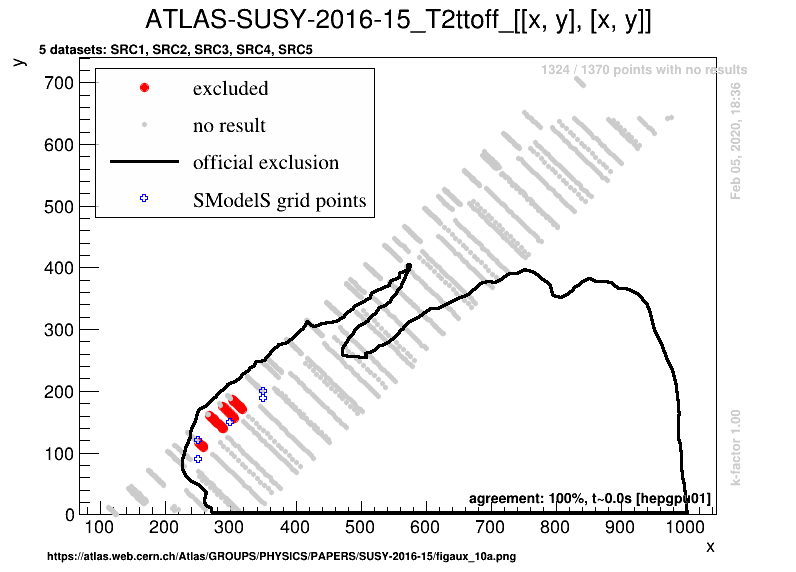 ATLAS-SUSY-2016-15_T2ttoff_[[x, y], [x, y]]
5 datasets: SRC1, SRC2, SRC3, SRC4, SRC5
y
1324 / 1370 points with no results
excluded
no result
official exclusion
SModelS grid points
700
600
500
400
300
200
100
0
Feb 05, 2020, 18:36
k-factor 1.00
agreement: 100%, t~0.0s [hepgpu01]
100 200 300 400 500 600 700 800 900 1000
x
https://atlas.web.cern.ch/Atlas/GROUPS/PHYSICS/PAPERS/SUSY-2016-15/figaux_10a.png